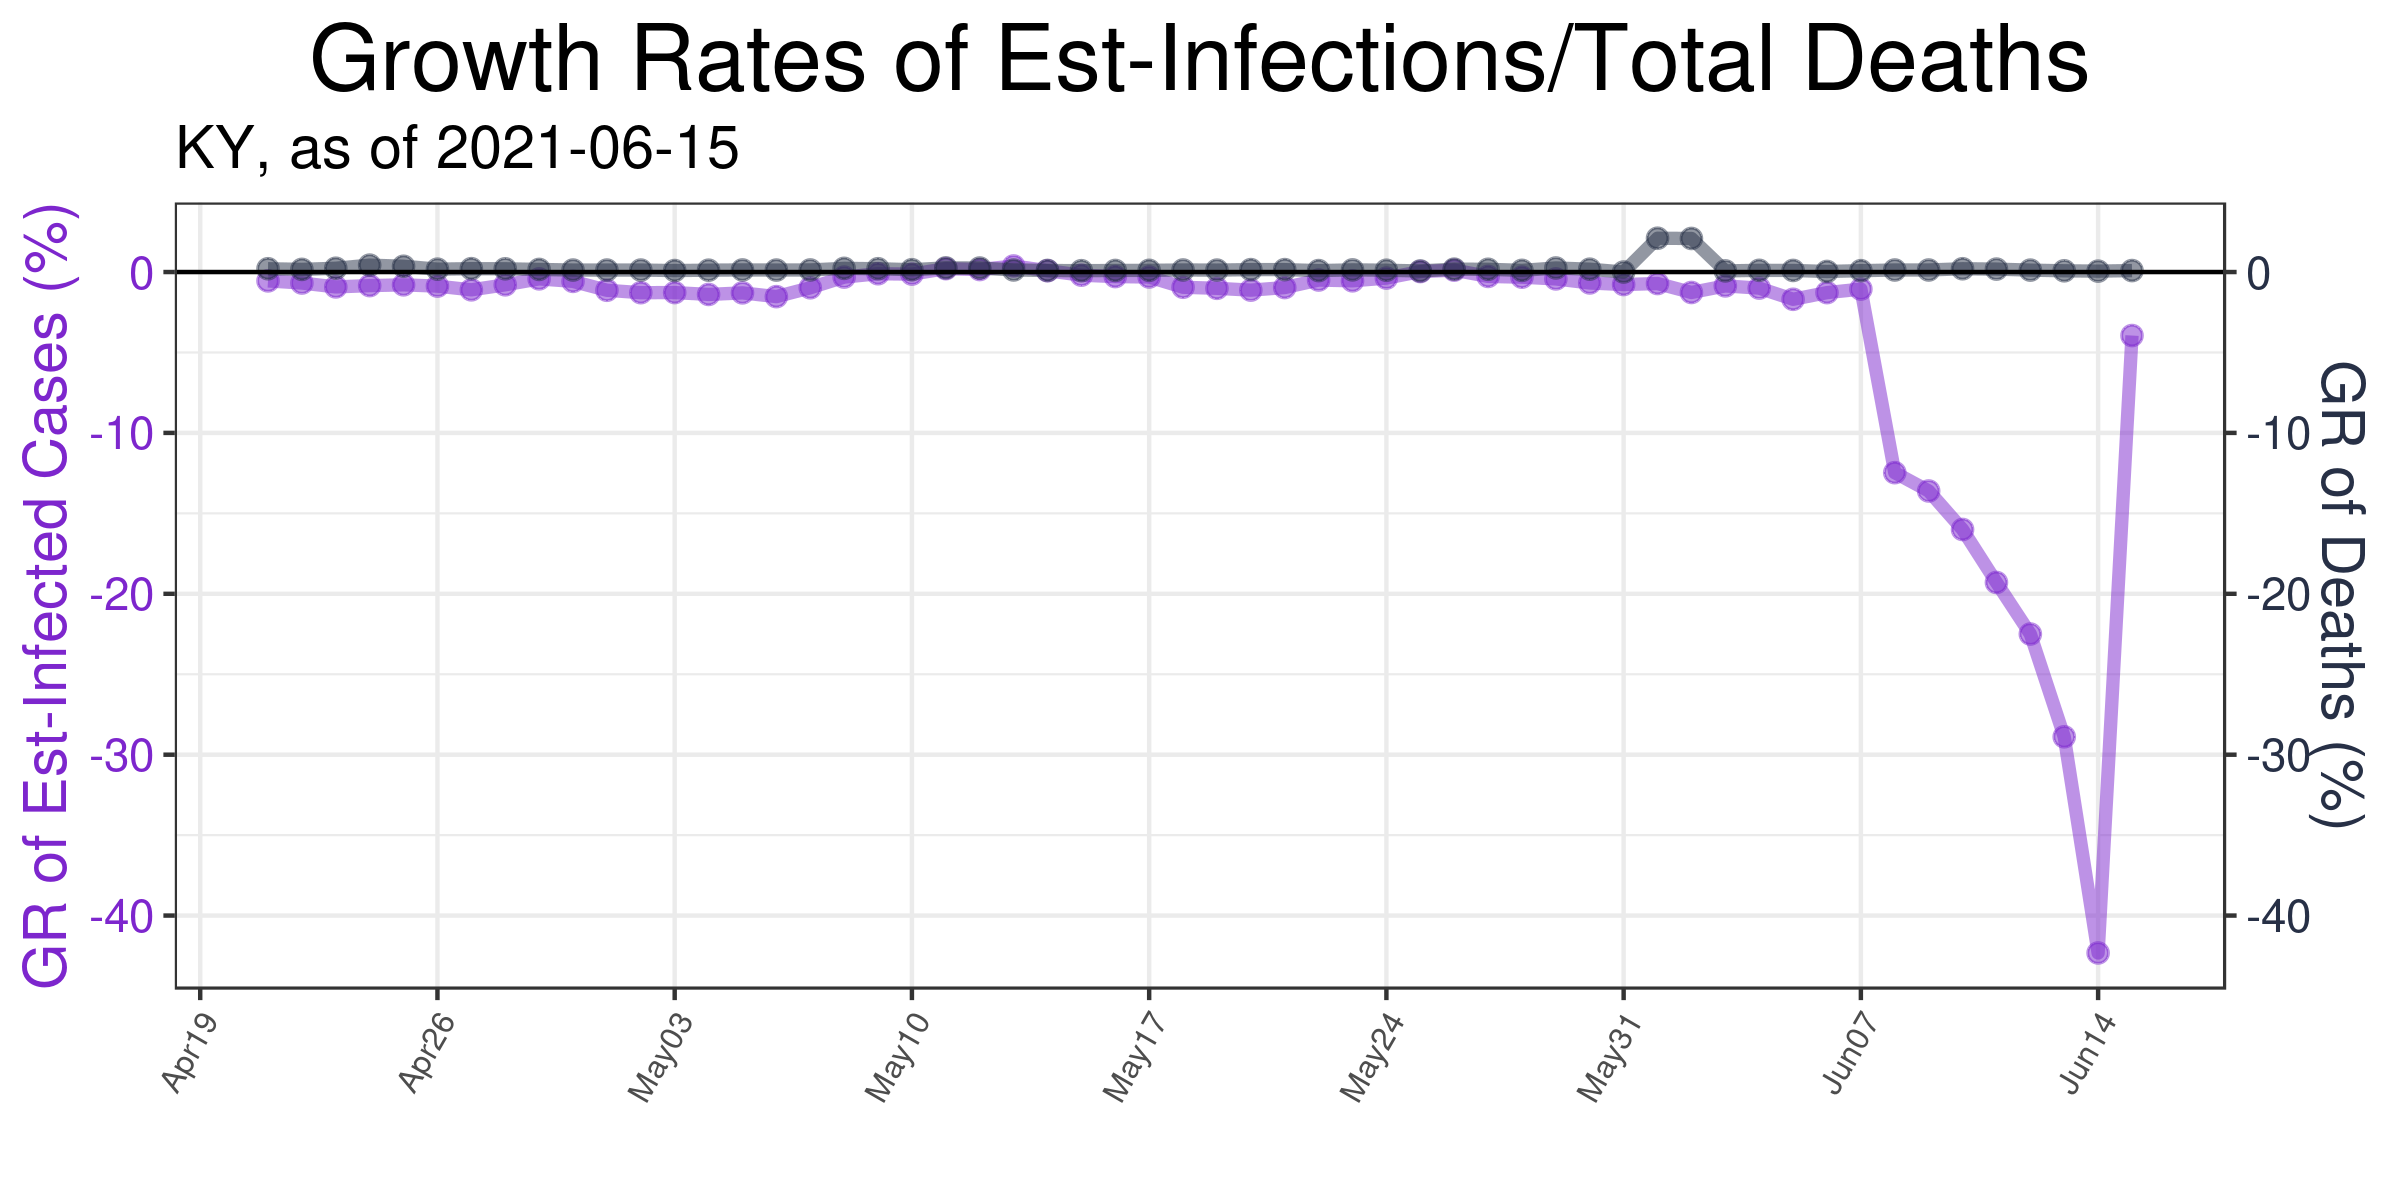 Growth Rates of Est-Infections/Total Deaths
KY, as of 2021-06-15
GR of Est-Infected Cases (%)
0
-10
-20
-30
-40
0
-10
-20
-30
-40
GR of Deaths (%)
Apr19
Apr26
May03
May10
May17
May24
May31
Jun07
Jun14